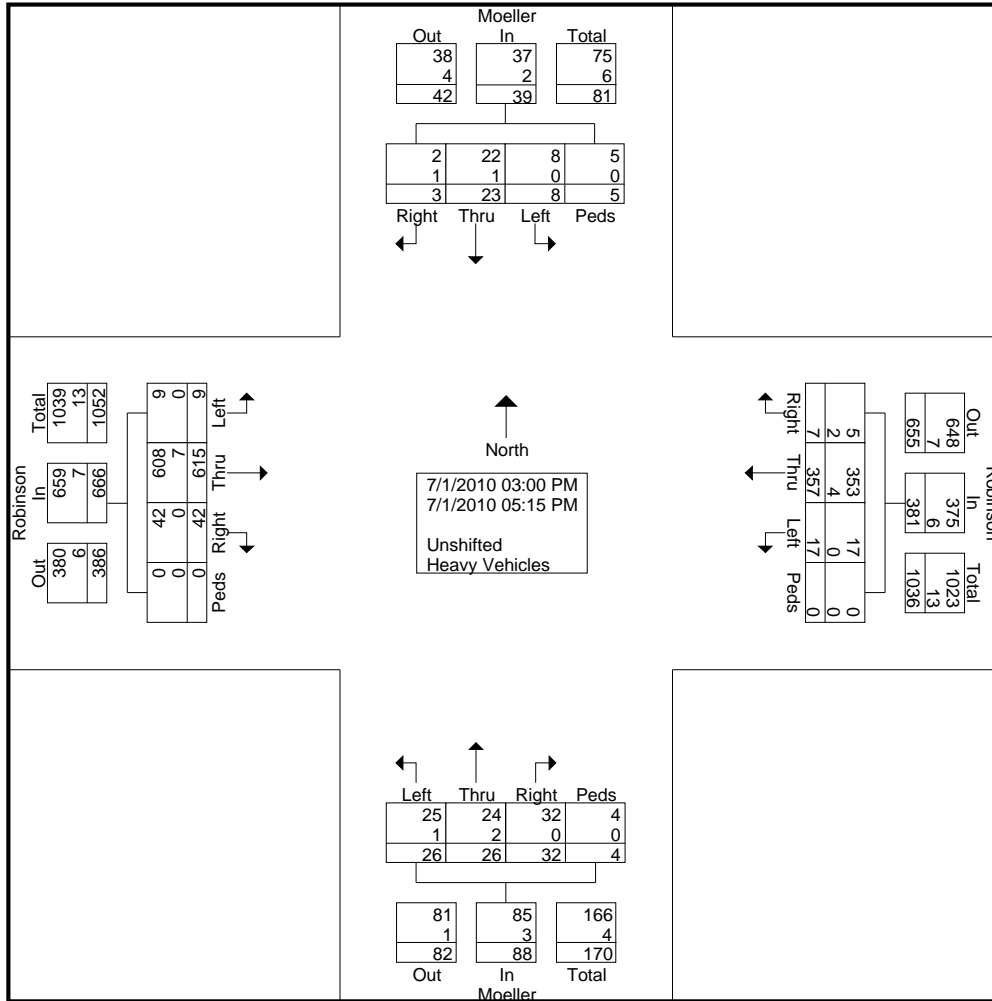 Moeller
Out In Total
38 37 75
4 2 6
42 39 81
2 22 8 5
1 1 0 0
3 23 8 5
Right Thru Left Peds
Robinson
Total In Out
1039 659 380
13 7 6
1052 666 386
Left Thru Right Peds
9 608 42 0
0 7 0 0
9 615 42 0
North
7/1/2010 03:00 PM
7/1/2010 05:15 PM
Unshifted
Heavy Vehicles
Right Thru Left Peds
5 353 17 0
2 4 0 0
7 357 17 0
Out In Total
648 375 1023
7 6 13
655 381 1036
Robinson
Left Thru Right Peds
25 24 32 4
1 2 0 0
26 26 32 4
81 85 166
1 3 4
82 88 170
Out In Total
Moeller